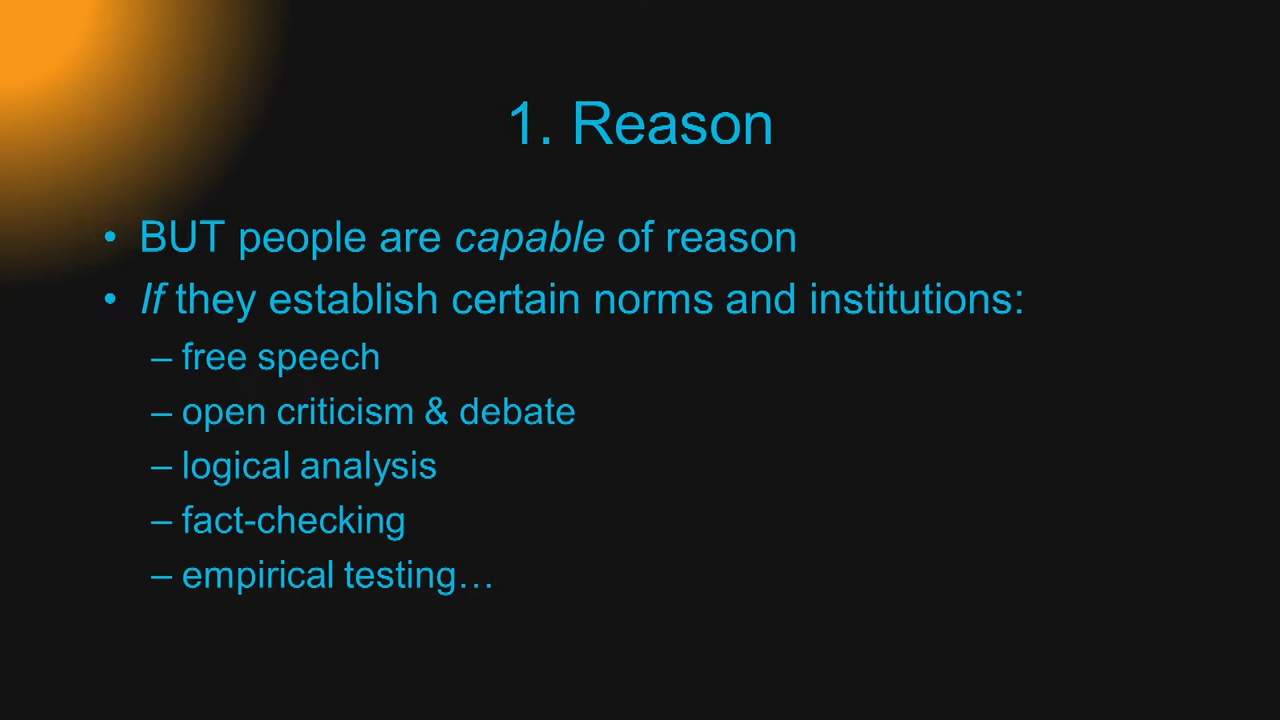 1. Reason
• BUT people are capable of reason
• If they establish certain norms and institutions:
– free speech
– open criticism & debate
– logical analysis
– fact-checking
– empirical testing…